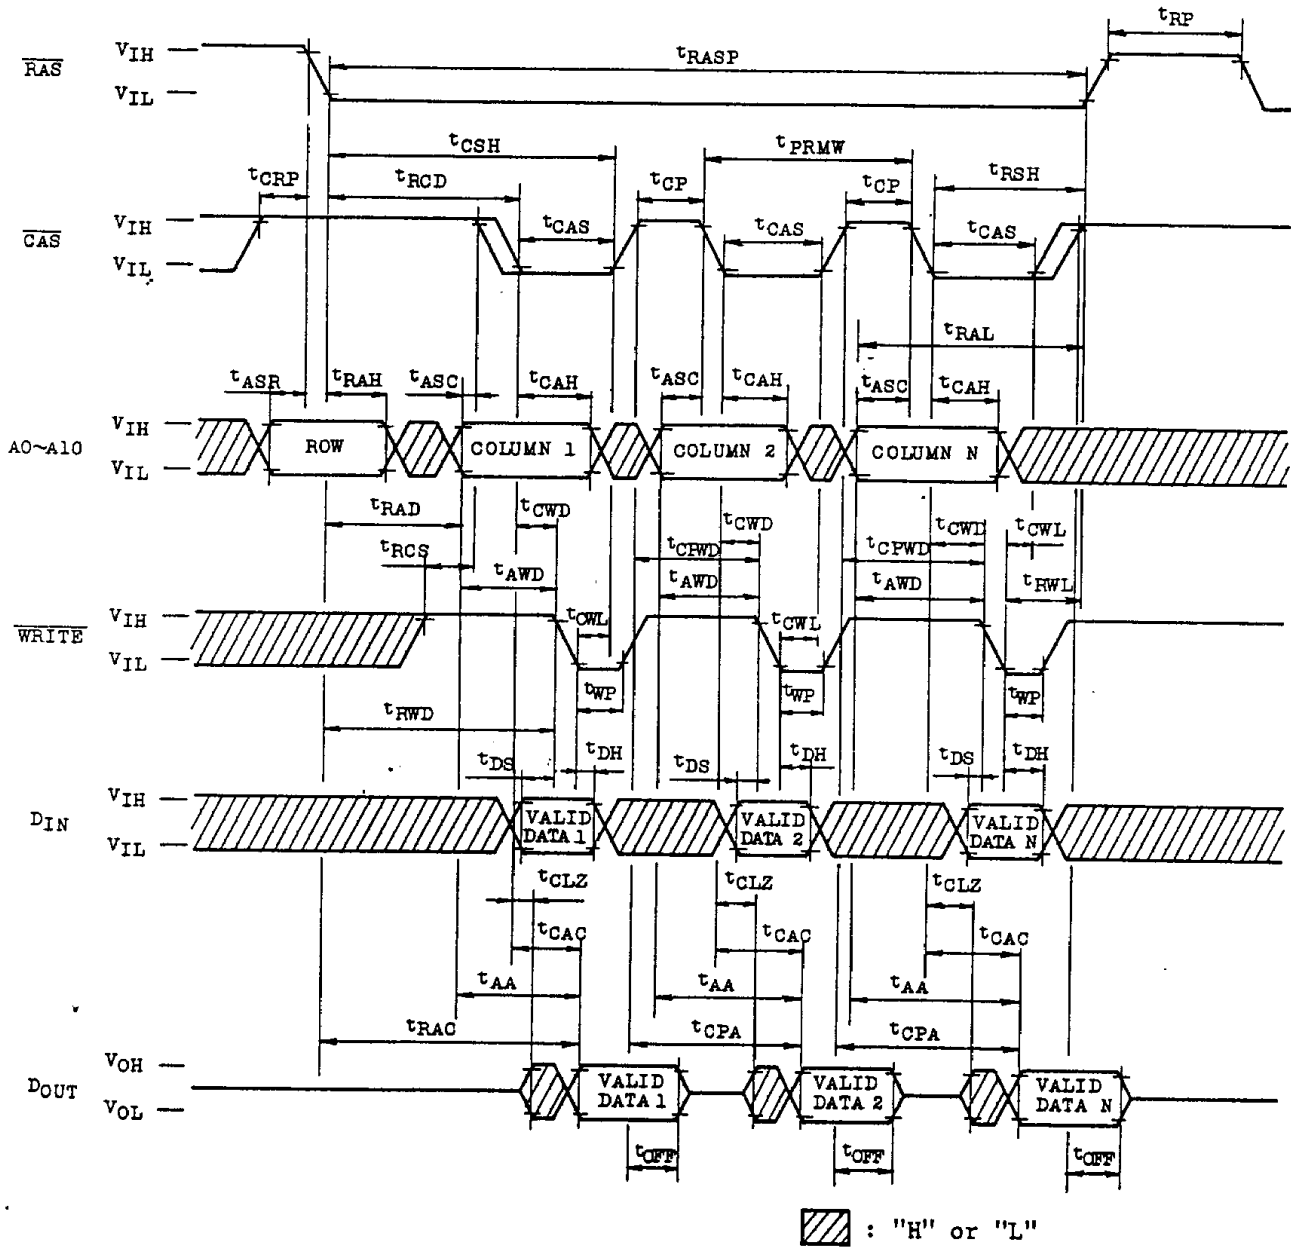 tRP
RAS VIH
tRASP
VIL
tCSH tPRMW
tCRP tRCD tCP tCP tRSH
CAS VIH
tCAS tCAS tCAS
VIL
tRAL
tASR tRAH tASC tCAH tASC tCAH tASC tCAH
A0~A10 VIH
ROW COLUMN 1 COLUMN 2 COLUMN N
VIL
tRAD tCWD tCWD tCWD tCWL
tRCS tCPWD tCPWD
tAWD tAWD tAWD tRWL
WRITE VIH
tCWL tCWL
VIL
tWP tWP tWP
tRWD
tDS tDH tDS tDH tDS tDH
DIN VIH
VALID VALID VALID
DATA 1 DATA 2 DATA N
VIL
tCLZ tCLZ tCLZ
tCAC tCAC tCAC
tAA tAA tAA
tRAC tCPA tCPA
DOUT VOH
VALID VALID VALID
DATA 1 DATA 2 DATA N
VOL
tOFF tOFF tOFF
: "H" or "L"